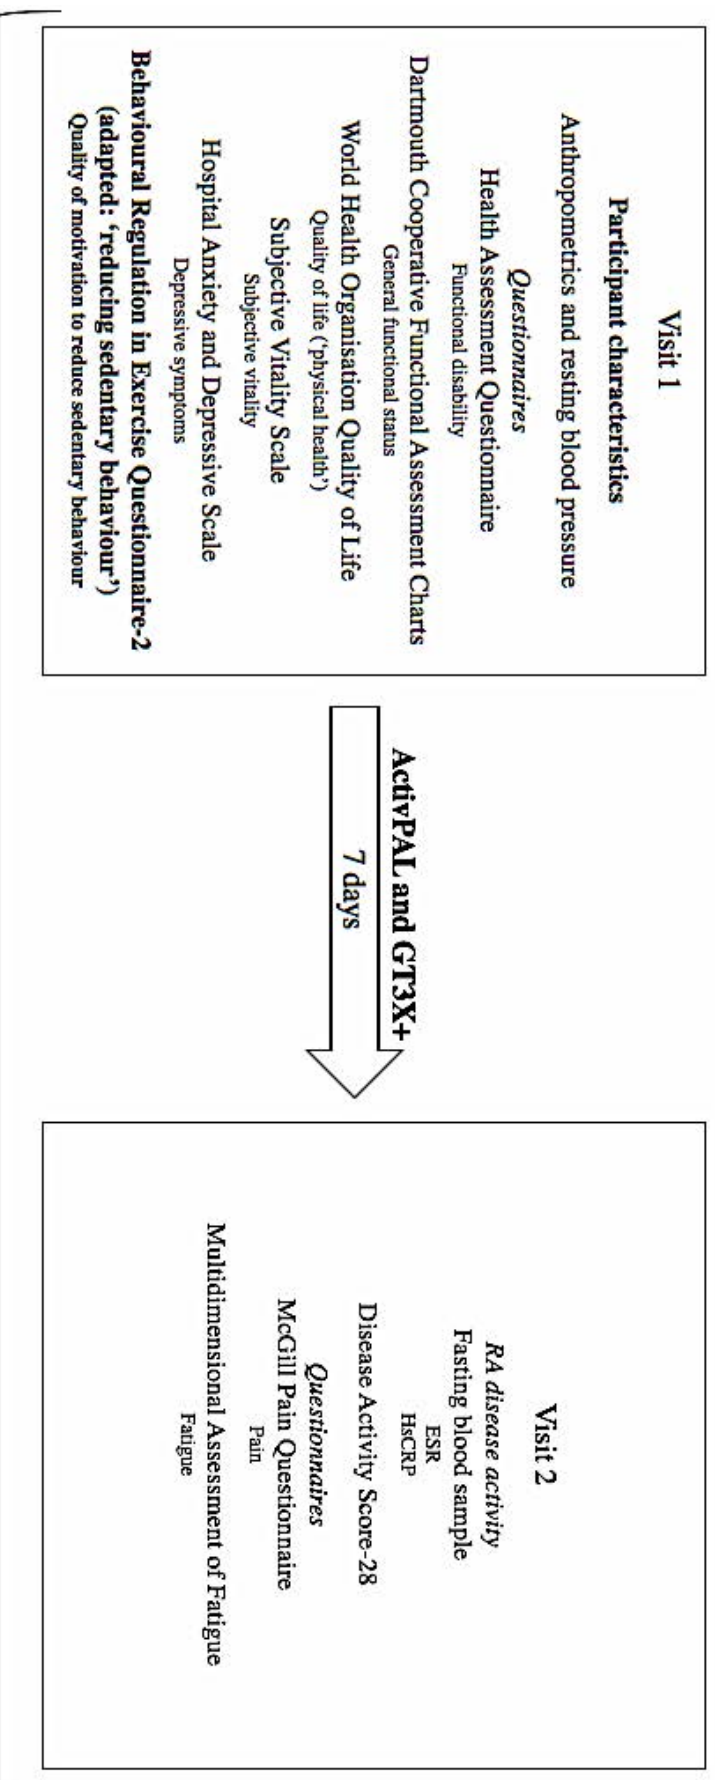 Visit 1
Participant characteristics
Anthropometrics and resting blood pressure
Questionnaires
Health Assessment Questionnaire
Functional disability
Dartmouth Cooperative Functional Assessment Charts
General functional status
World Health Organisation Quality of Life
Quality of life (‘physical health’)
Subjective Vitality Scale
Subjective vitality
Hospital Anxiety and Depressive Scale
Depressive symptoms
Behavioural Regulation in Exercise Questionnaire-2
(adapted: ‘reducing sedentary behaviour’)
Quality of motivation to reduce sedentary behaviour
ActivPAL and GT3X+
7 days
Visit 2
RA disease activity
Fasting blood sample
ESR
HsCRP
Disease Activity Score-28
Questionnaires
McGill Pain Questionnaire
Pain
Multidimensional Assessment of Fatigue
Fatigue